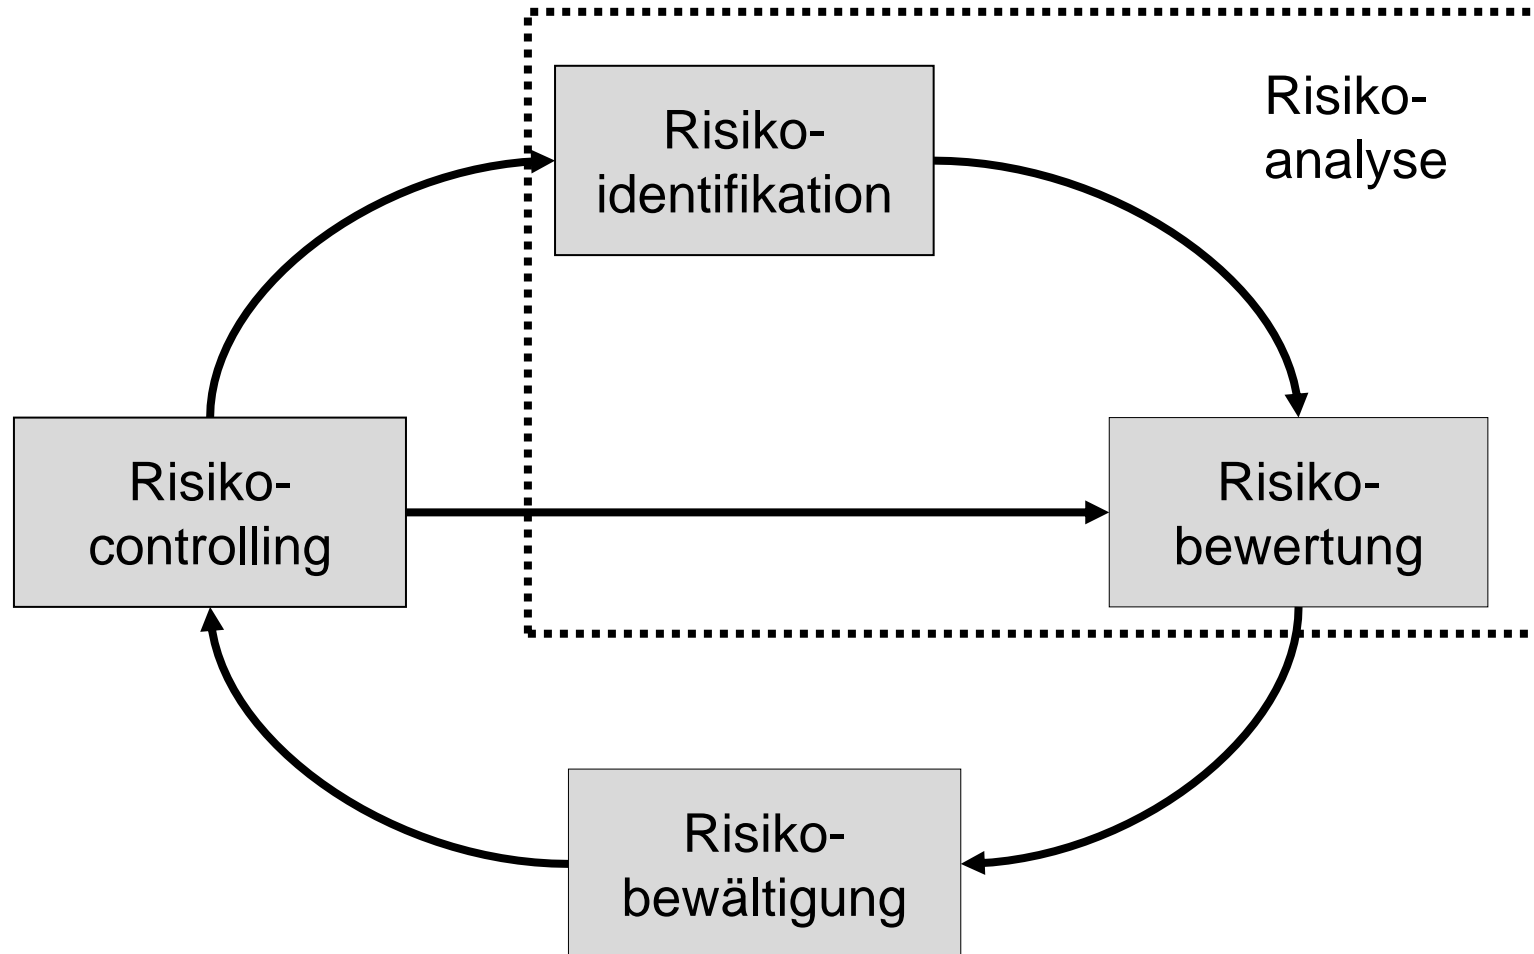 Risiko-
identifikation
Risiko-
analyse
Risiko-
controlling
Risiko-
bewertung
Risiko-
bewältigung